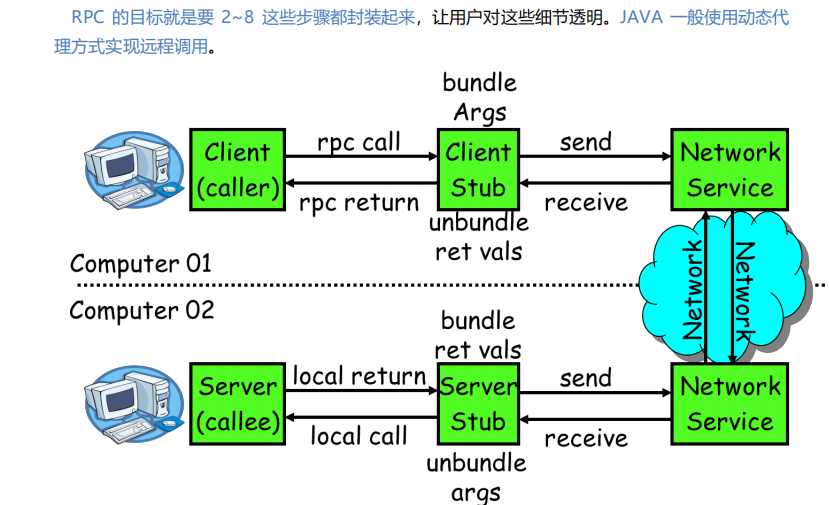 RPC 的目标就是要 2~8 这些步骤都封装起来，让用户对这些细节透明。JAVA 一般使用动态代
理方式实现远程调用。
bundle
Args
Client
(caller)
rpc call
rpc return
Client
Stub
send
receive
Network
Service
unbundle
ret vals
Computer 01
Network
Network
Computer 02
bundle
ret vals
Server
(callee)
local return
local call
Server
Stub
send
receive
Network
Service
unbundle
args